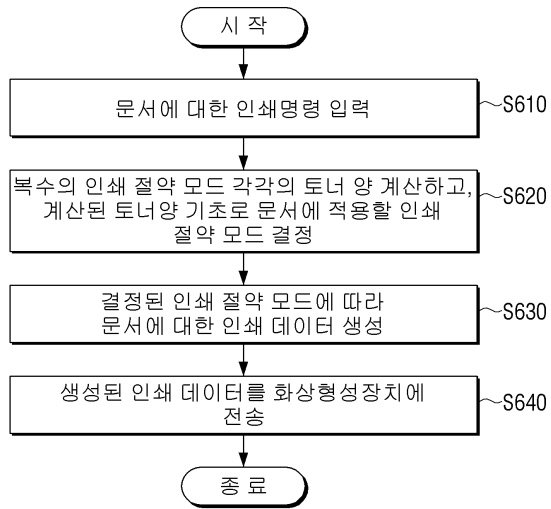 시 작
문서에 대한 인쇄명령 입력
S610
복수의 인쇄 절약 모드 각각의 토너 양 계산하고,
계산된 토너양 기초로 문서에 적용할 인쇄
절약 모드 결정
S620
결정된 인쇄 절약 모드에 따라
문서에 대한 인쇄 데이터 생성
S630
생성된 인쇄 데이터를 화상형성장치에
전송
S640
종 료